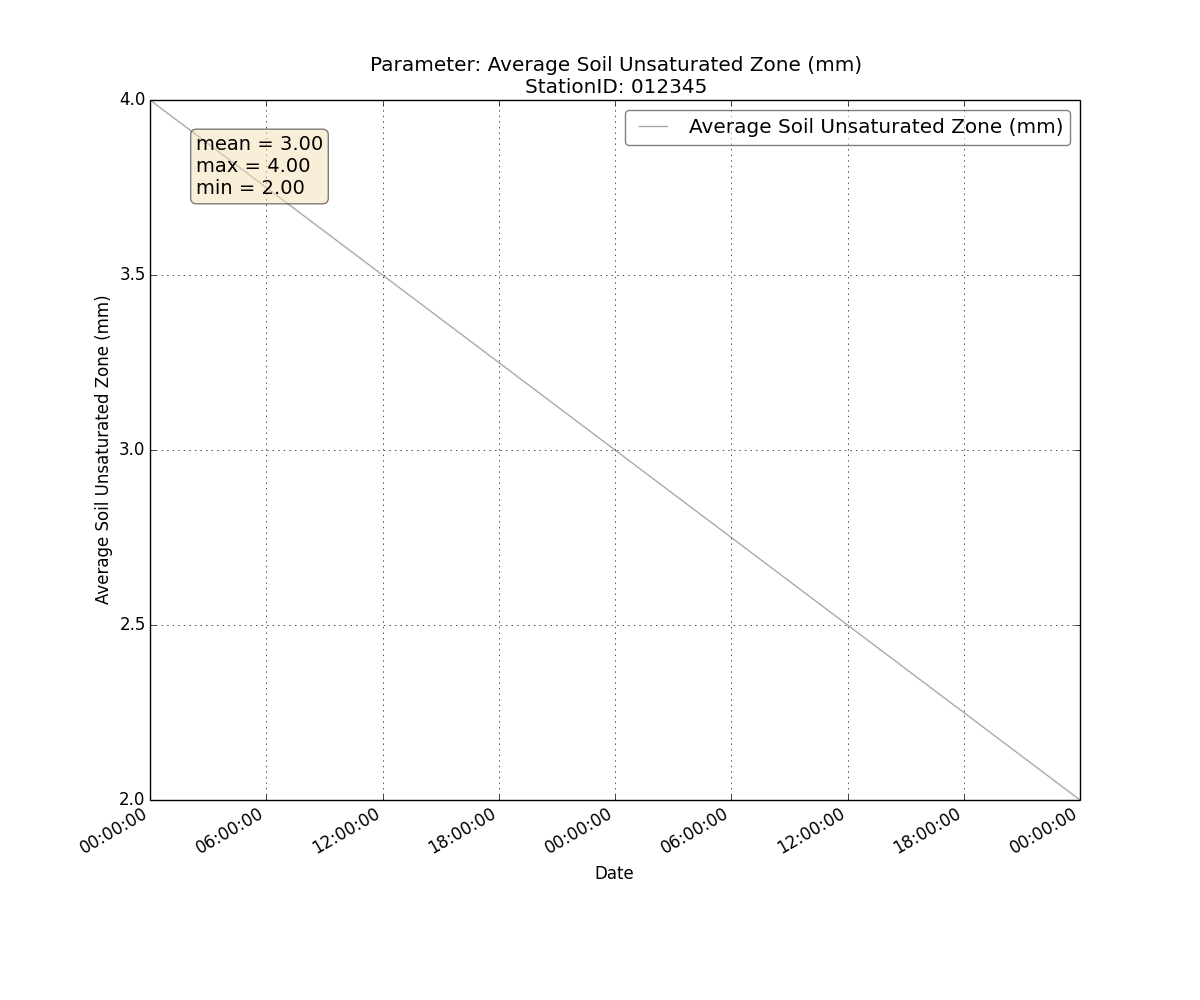 Parameter: Average Soil Unsaturated Zone (mm)
StationID: 012345
Average Soil Unsaturated Zone (mm)
mean = 3.00
max = 4.00
min = 2.00
Average Soil Unsaturated Zone (mm)
4.0
3.5
3.0
2.5
2.0
00:00:00
06:00:00
12:00:00
18:00:00
00:00:00
06:00:00
12:00:00
18:00:00
00:00:00
Date